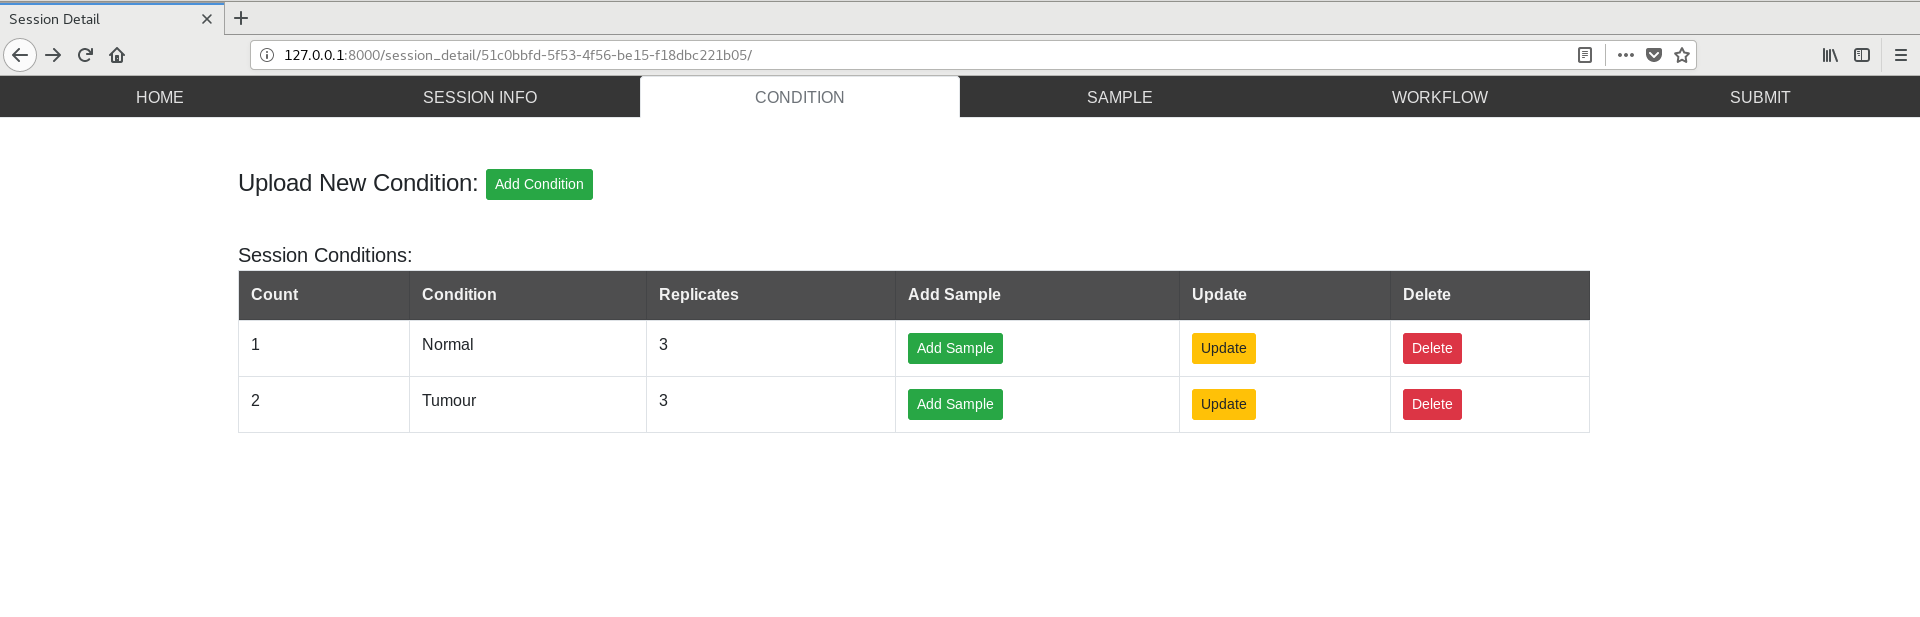 Session Detail
127.0.0.1:8000/session_detail/51c0bbfd-5f53-4f56-be15-f18dbc221b05/
HOME SESSION INFO CONDITION SAMPLE WORKFLOW SUBMIT
Upload New Condition: Add Condition
Session Conditions:
Count Condition Replicates Add Sample Update Delete
1 Normal 3 Add Sample Update Delete
2 Tumour 3 Add Sample Update Delete